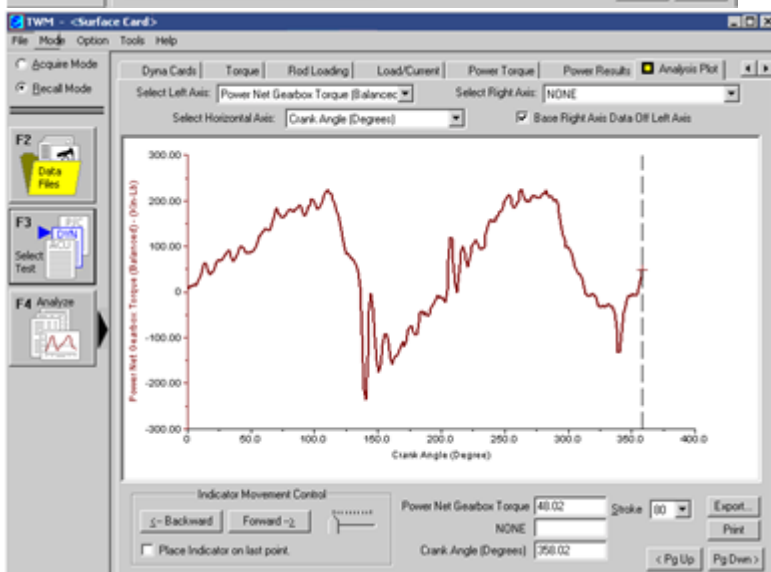 TWM - <Surface Card>
File Mode Option Tools Help
Acquire Mode
Recall Mode
Dyna Cards Torque Rod Loading Load/Current Power Torque Power Results Analysis Plot
Select Left Axis: Power Net Gearbox Torque (Balanced Select Right Axis: NONE
Select Horizontal Axis: Crank Angle (Degrees) Base Right Axis Data Off Left Axis
F2
Data
Files
F3
DYN
ACU
Select
Test
F4 Analyze
Power Net Gearbox Torque (Balanced) - (Kin-Lb)
300.00
200.00
100.00
0
-100.00
-200.00
-300.00
0 50.0 100.0 150.0 200.0 250.0 300.0 350.0 400.0
Crank Angle (Degree)
Indicator Movement Control
<- Backward Forward ->
Place Indicator on last point.
Power Net Gearbox Torque 48.02 Stroke 80 Export...
NONE Print
Crank Angle (Degrees) 358.02
< Pg Up Pg Dwn >